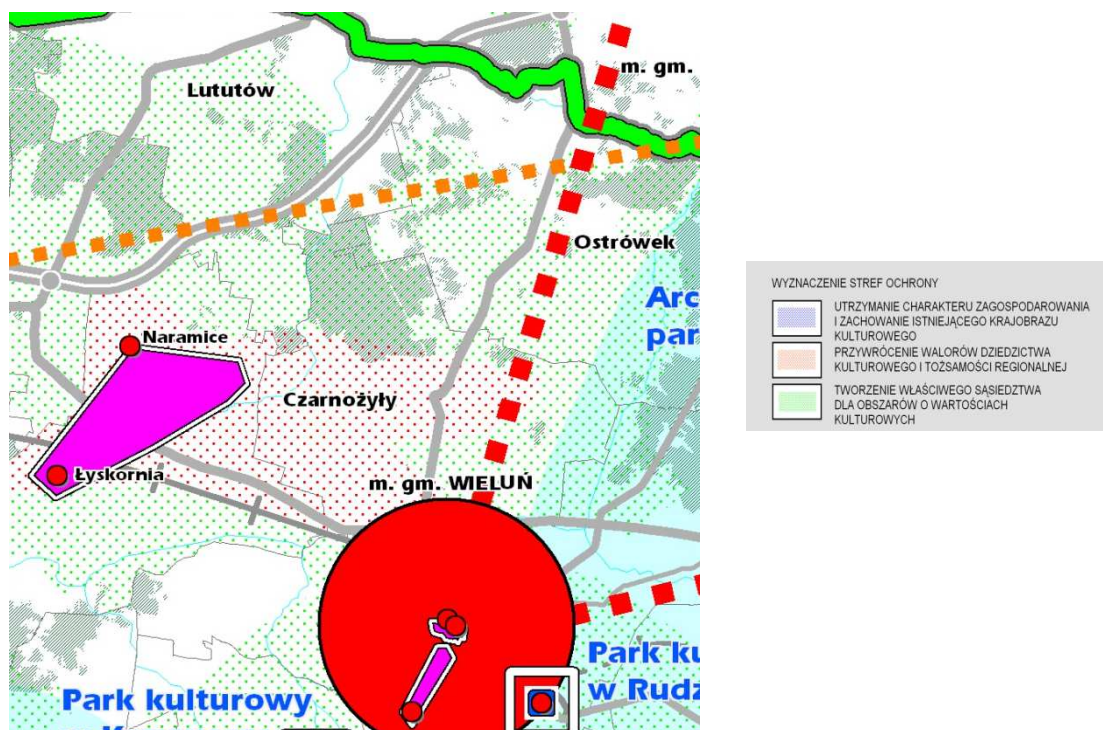 m. gm.
Lututów
Ostrówek
Arc
par
Naramice
Czarnożyły
Łyskornia
m. gm. WIELUŃ
Park ku
w Rudz
Park kulturowy
WYZNACZENIE STREF OCHRONY
UTRZYMANIE CHARAKTERU ZAGOSPODAROWANIA
I ZACHOWANIE ISTNIEJĄCEGO KRAJOBRAZU
KULTUROWEGO
PRZYWRÓCENIE WALORÓW DZIEDZICTWA
KULTUROWEGO I TOŻSAMOŚCI REGIONALNEJ
TWORZENIE WŁAŚCIWEGO SĄSIEDZTWA
DLA OBSZARÓW O WARTOŚCIACH
KULTUROWYCH